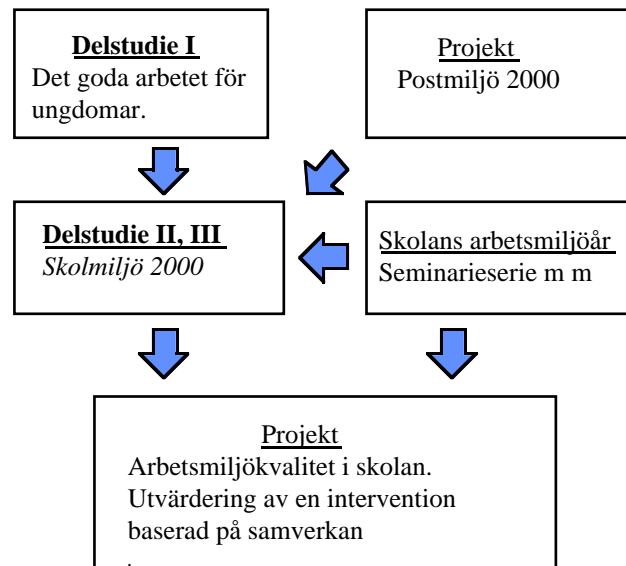 Delstudie I
Det goda arbetet för
ungdomar.
Projekt
Postmiljö 2000
Delstudie II, III
Skolmiljö 2000
Skolans arbetsmiljöår
Seminarieserie m m
Projekt
Arbetsmiljökvalitet i skolan.
Utvärdering av en intervention
baserad på samverkan
.